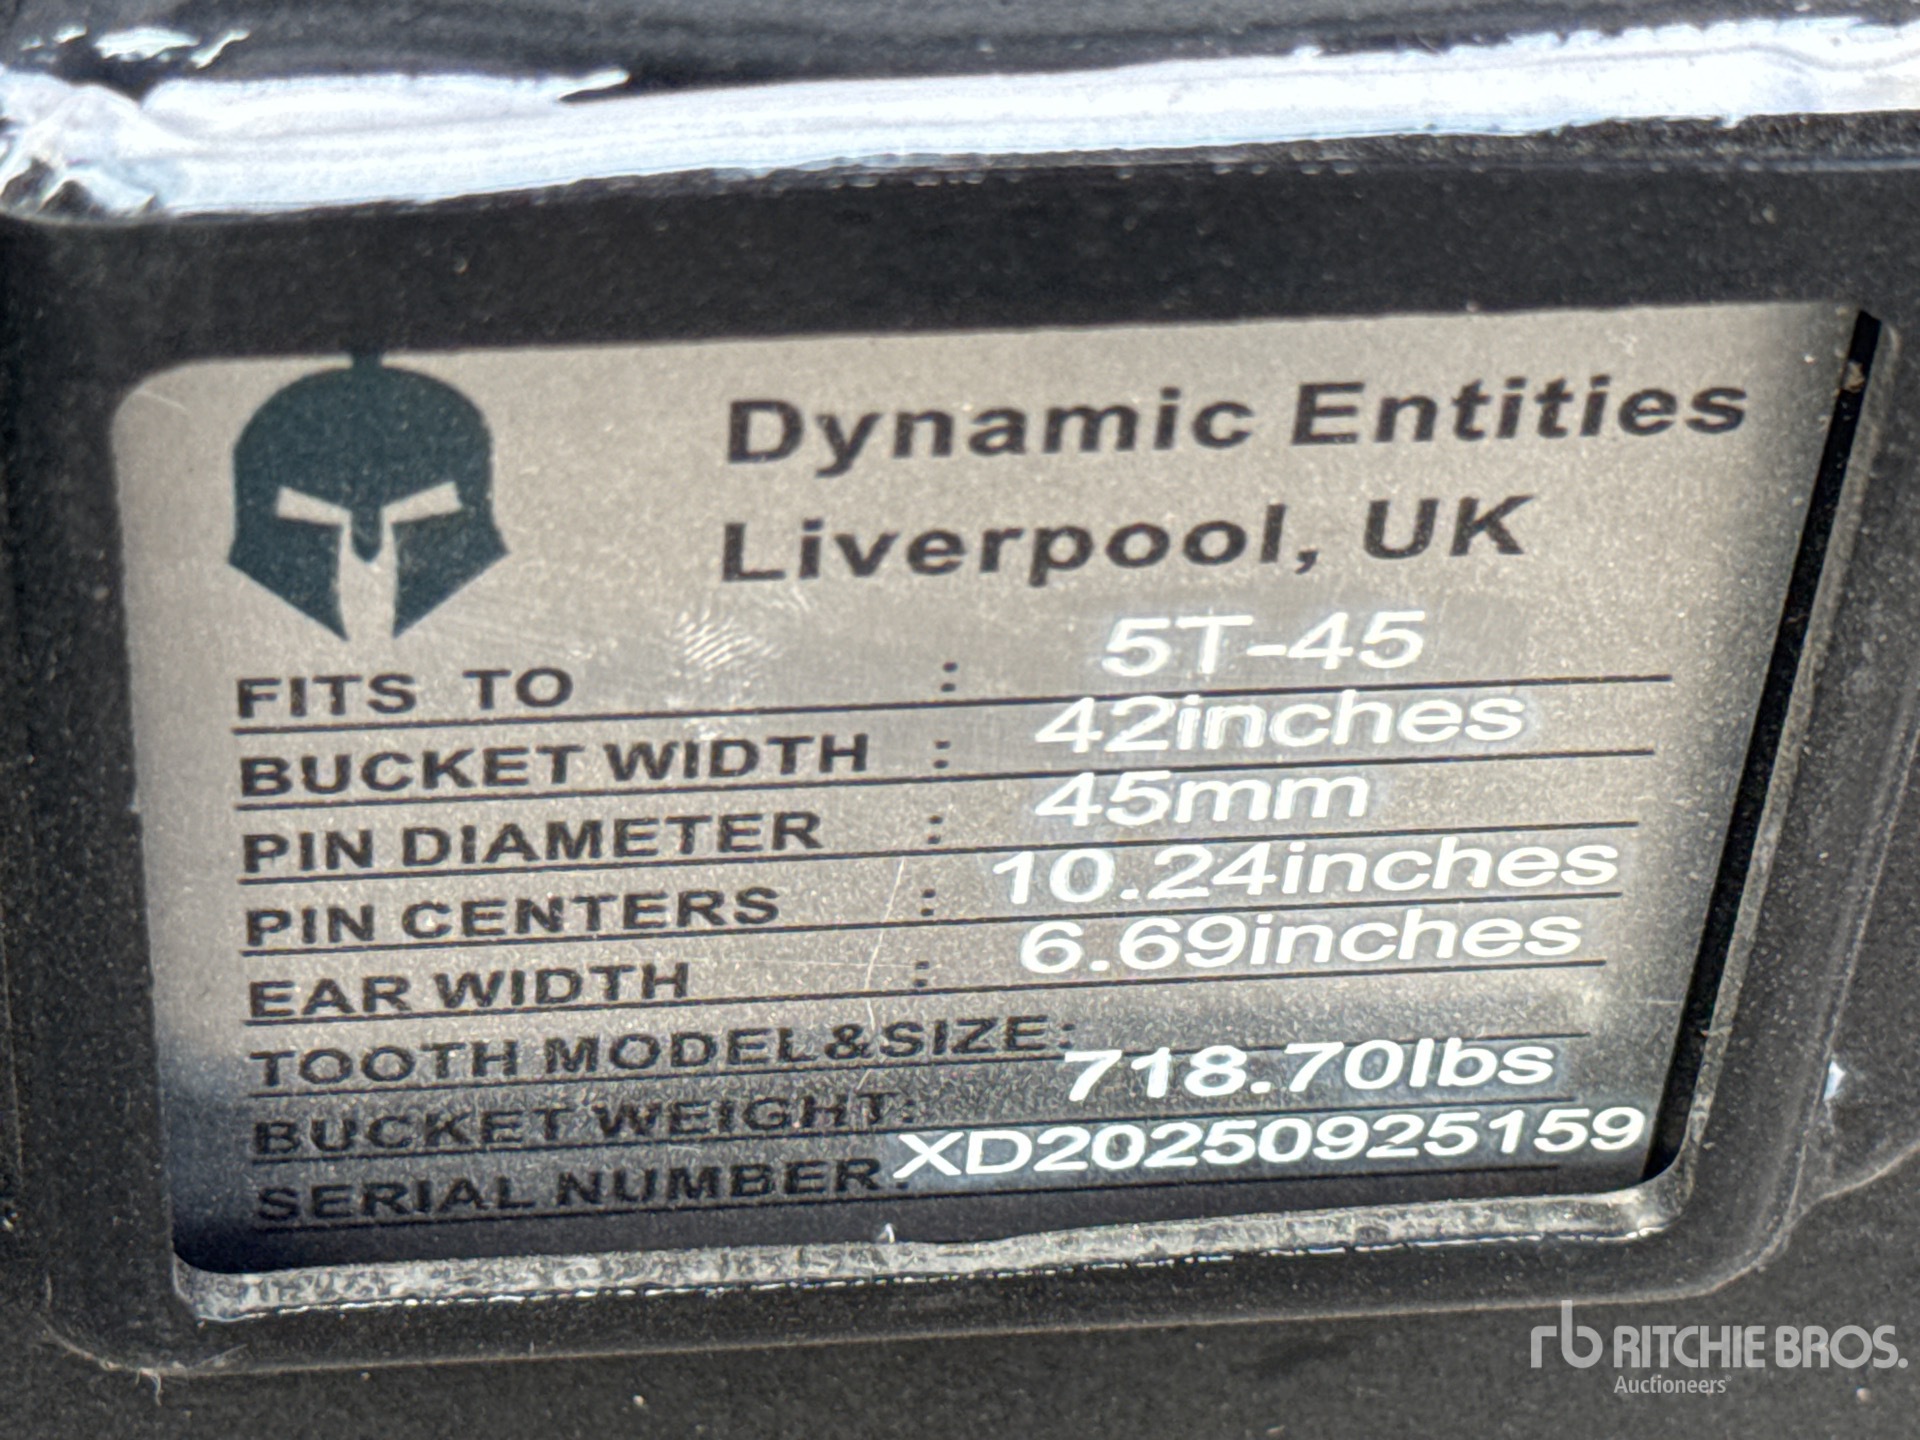 Dynamic Entities
Liverpool, UK
FITS TO : 5T-45
BUCKET WIDTH : 42inches
PIN DIAMETER : 45mm
PIN CENTERS : 10.24inches
EAR WIDTH : 6.69inches
TOOTH MODEL&SIZE:
BUCKET WEIGHT: 718.70lbs
SERIAL NUMBER: XD20250925159
rb RITCHIE BROS.
Auctioneers